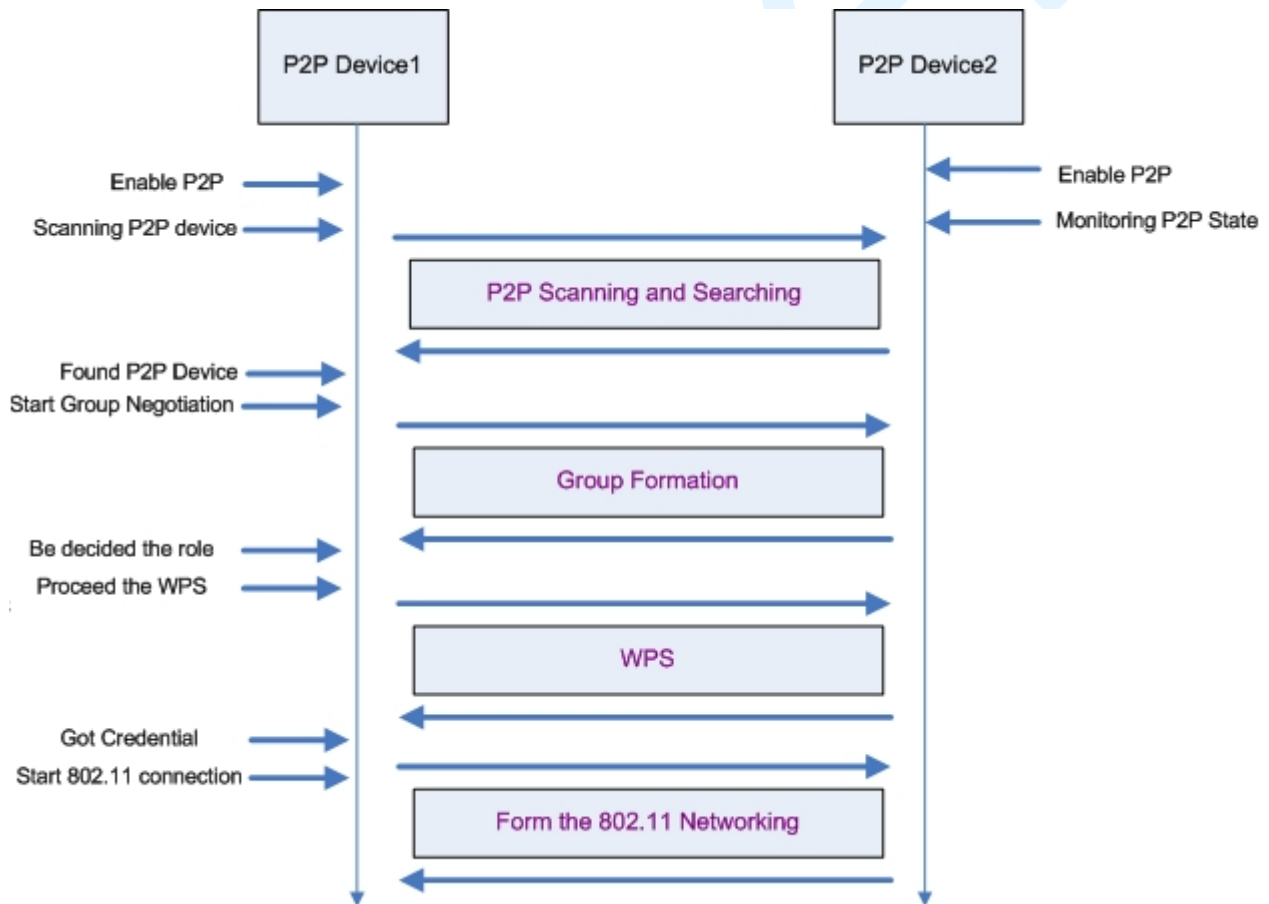 P2P Device1
P2P Device2
Enable P2P
Enable P2P
Scanning P2P device
Monitoring P2P State
P2P Scanning and Searching
Found P2P Device
Start Group Negotiation
Group Formation
Be decided the role
Proceed the WPS
WPS
Got Credential
Start 802.11 connection
Form the 802.11 Networking